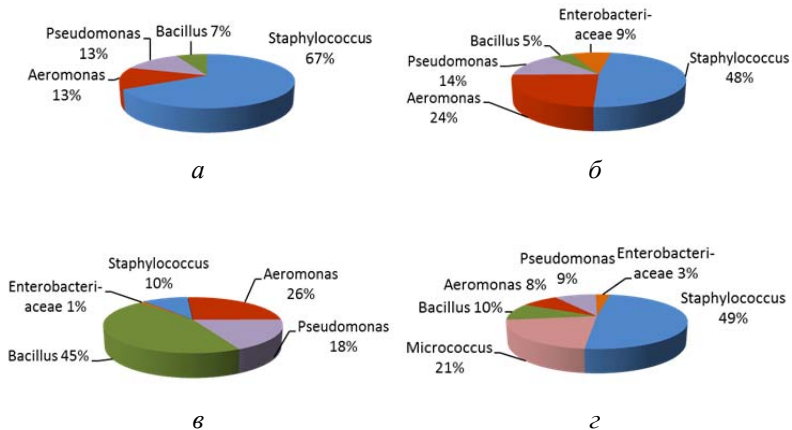 Bacillus 7%
Pseudomonas
13%
Staphylococcus
67%
Aeromonas
13%
а
Enterobacteri-
aceae 9%
Bacillus 5%
Pseudomonas
14%
Staphylococcus
48%
Aeromonas
24%
б
Staphylococcus
10%
Aeromonas
26%
Enterobacteri-
aceae 1%
Pseudomonas
18%
Bacillus 45%
в
Pseudomonas
9%
Enterobacteri-
aceae 3%
Aeromonas 8%
Staphylococcus
49%
Bacillus 10%
Micrococcus
21%
г